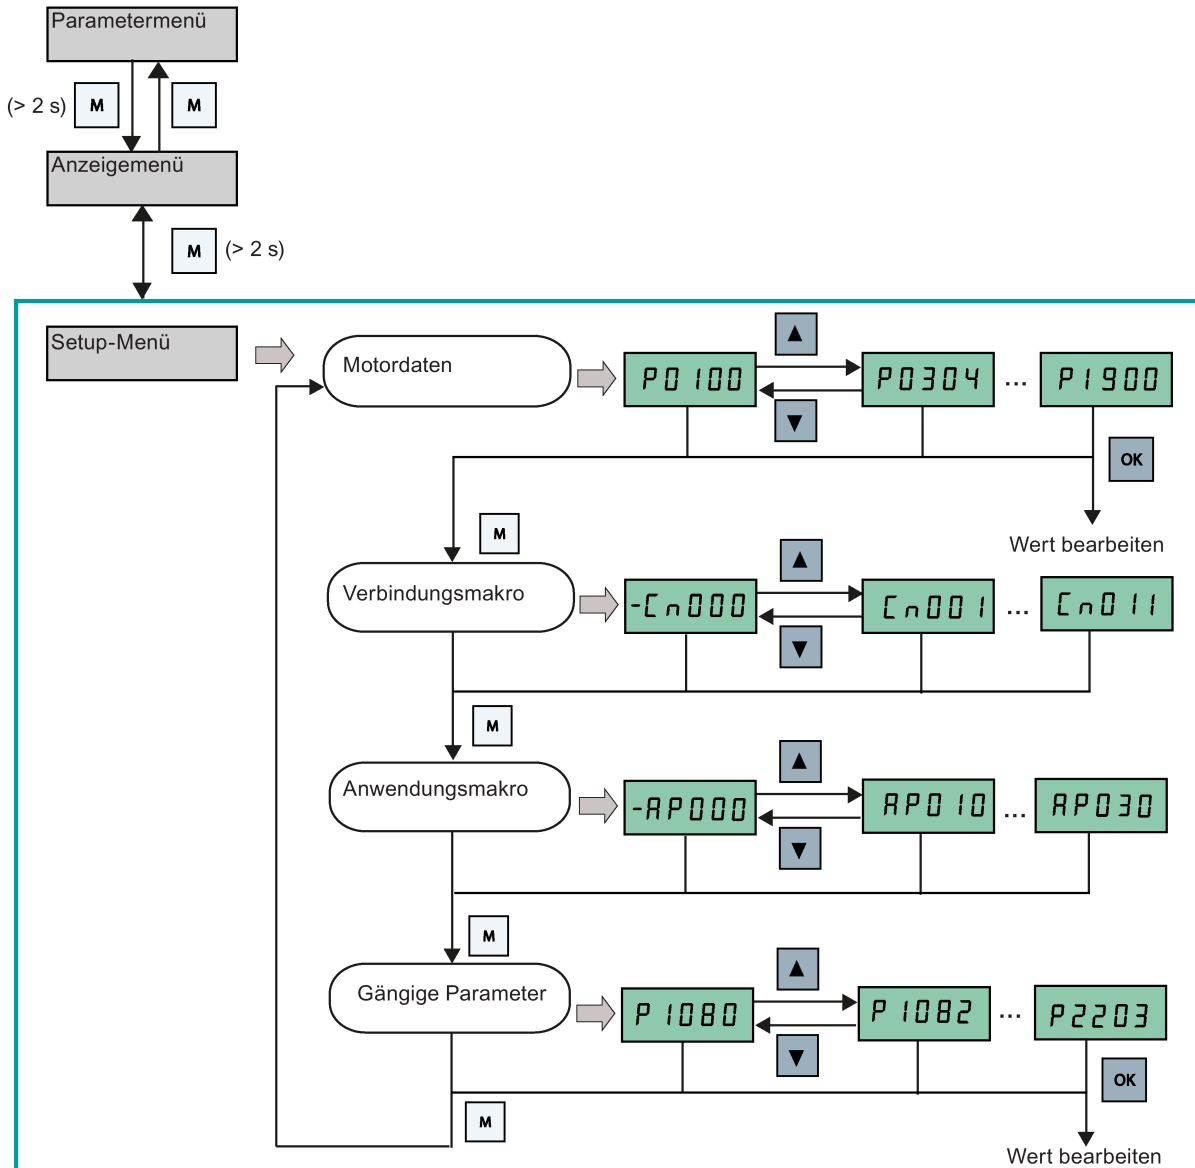 Parametermenü
(> 2 s) M M
Anzeigemenü
M (> 2 s)
Setup-Menü
Motordaten
P0100
P0304
...
P1900
OK
Wert bearbeiten
M
Verbindungsmakro
-Cn000
Cn001
...
Cn011
M
Anwendungsmakro
-AP000
AP010
...
AP030
M
Gängige Parameter
P1080
P1082
...
P2203
OK
M
Wert bearbeiten